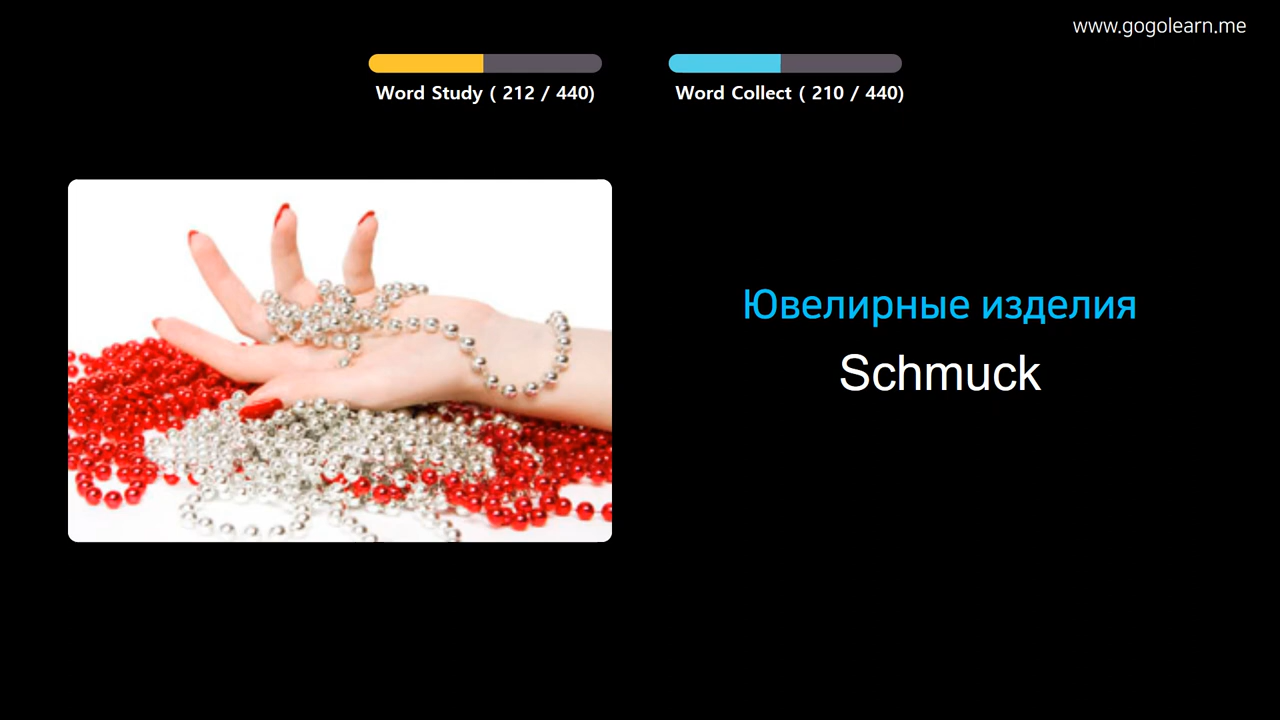 www.gogolearn.me
Word Study ( 212 / 440)
Word Collect ( 210 / 440)
Ювелирные изделия
Schmuck